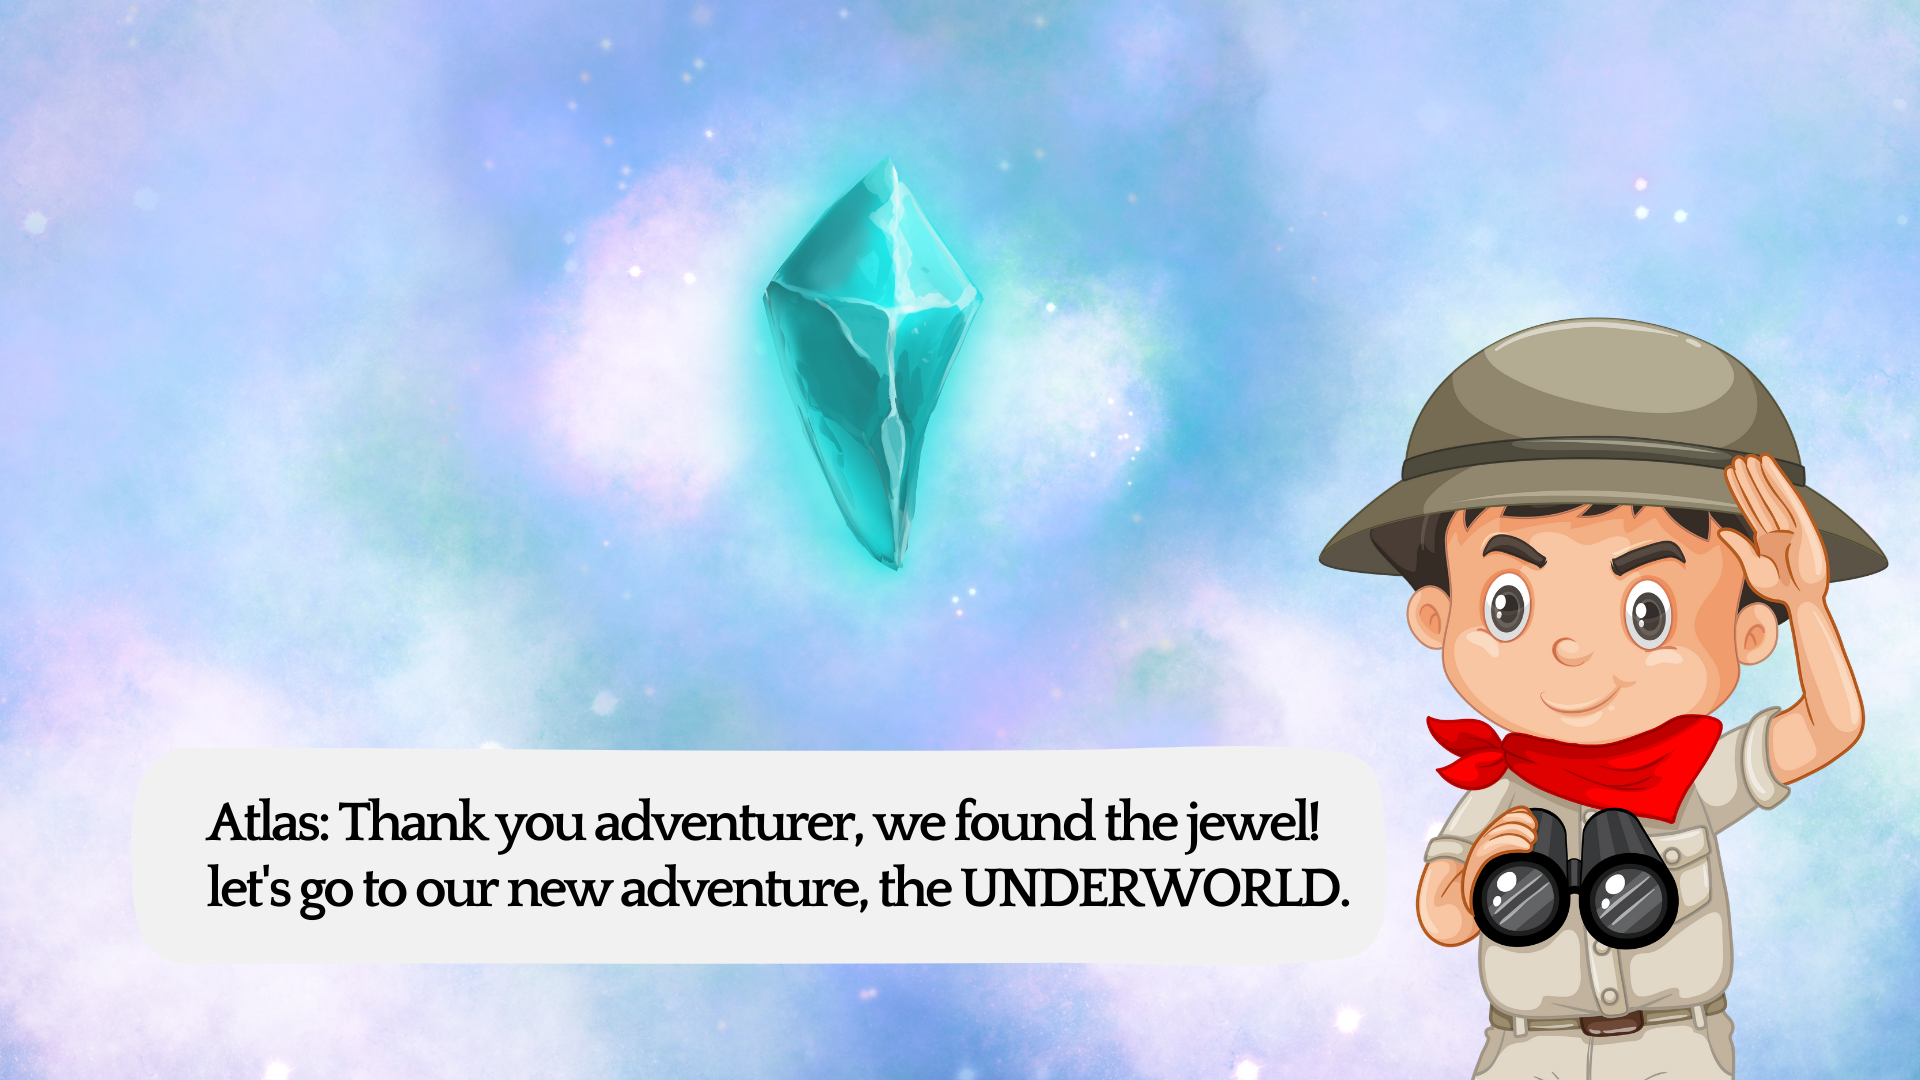 Atlas: Thank you adventurer, we found the jewel!
let's go to our new adventure, the UNDERWORLD.